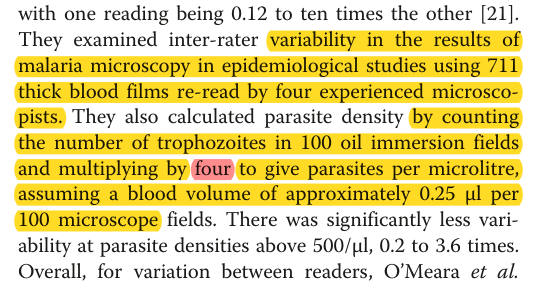 with one reading being 0.12 to ten times the other [21].
They examined inter-rater variability in the results of
malaria microscopy in epidemiological studies using 711
thick blood films re-read by four experienced microsco-
pists. They also calculated parasite density by counting
the number of trophozoites in 100 oil immersion fields
and multiplying by four to give parasites per microlitre,
assuming a blood volume of approximately 0.25 μl per
100 microscope fields. There was significantly less vari-
ability at parasite densities above 500/μl, 0.2 to 3.6 times.
Overall, for variation between readers, O’Meara et al.